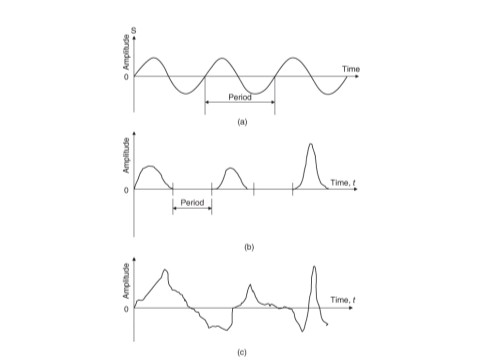 S
Amplitude
0
Time
Period
(a)
Amplitude
0
Time, t
Period
(b)
Amplitude
0
Time, t
(c)